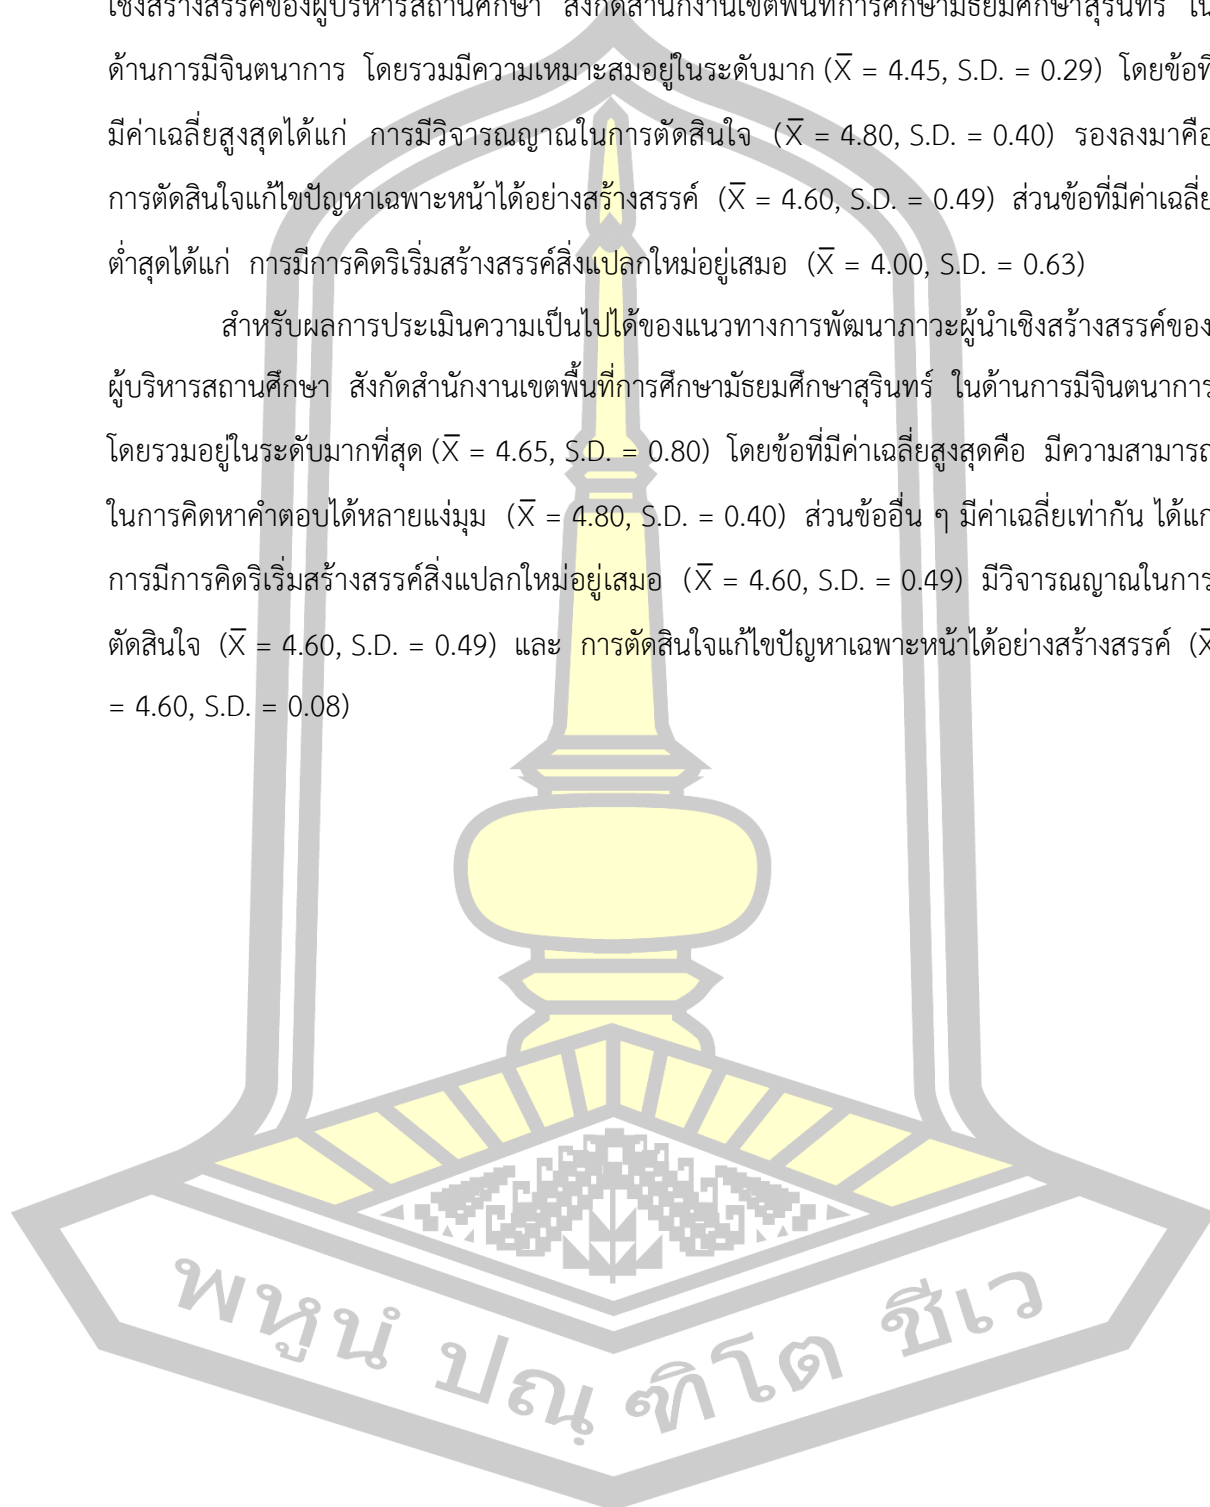 เชิงสร้างสรรค์ของผู้บริหารสถานศึกษา สังกัดสำนักงานเขตพื้นที่การศึกษามัธยมศึกษาสุรินทร์ ใน
ด้านการมีจินตนาการ โดยรวมมีความเหมาะสมอยู่ในระดับมาก (X̅ = 4.45, S.D. = 0.29) โดยข้อที่
มีค่าเฉลี่ยสูงสุดได้แก่ การมีวิจารณญาณในการตัดสินใจ (X̅ = 4.80, S.D. = 0.40) รองลงมาคือ
การตัดสินใจแก้ไขปัญหาเฉพาะหน้าได้อย่างสร้างสรรค์ (X̅ = 4.60, S.D. = 0.49) ส่วนข้อที่มีค่าเฉลี่ย
ต่ำสุดได้แก่ การมีการคิดริเริ่มสร้างสรรค์สิ่งแปลกใหม่อยู่เสมอ (X̅ = 4.00, S.D. = 0.63)
สำหรับผลการประเมินความเป็นไปได้ของแนวทางการพัฒนาภาวะผู้นำเชิงสร้างสรรค์ของ
ผู้บริหารสถานศึกษา สังกัดสำนักงานเขตพื้นที่การศึกษามัธยมศึกษาสุรินทร์ ในด้านการมีจินตนาการ
โดยรวมอยู่ในระดับมากที่สุด (X̅ = 4.65, S.D. = 0.80) โดยข้อที่มีค่าเฉลี่ยสูงสุดคือ มีความสามารถ
ในการคิดหาคำตอบได้หลายแง่มุม (X̅ = 4.80, S.D. = 0.40) ส่วนข้ออื่น ๆ มีค่าเฉลี่ยเท่ากัน ได้แก่
การมีการคิดริเริ่มสร้างสรรค์สิ่งแปลกใหม่อยู่เสมอ (X̅ = 4.60, S.D. = 0.49) มีวิจารณญาณในการ
ตัดสินใจ (X̅ = 4.60, S.D. = 0.49) และ การตัดสินใจแก้ไขปัญหาเฉพาะหน้าได้อย่างสร้างสรรค์ (X̅
= 4.60, S.D. = 0.08)
พหูนํ ปณฺฑิโต ชีเว